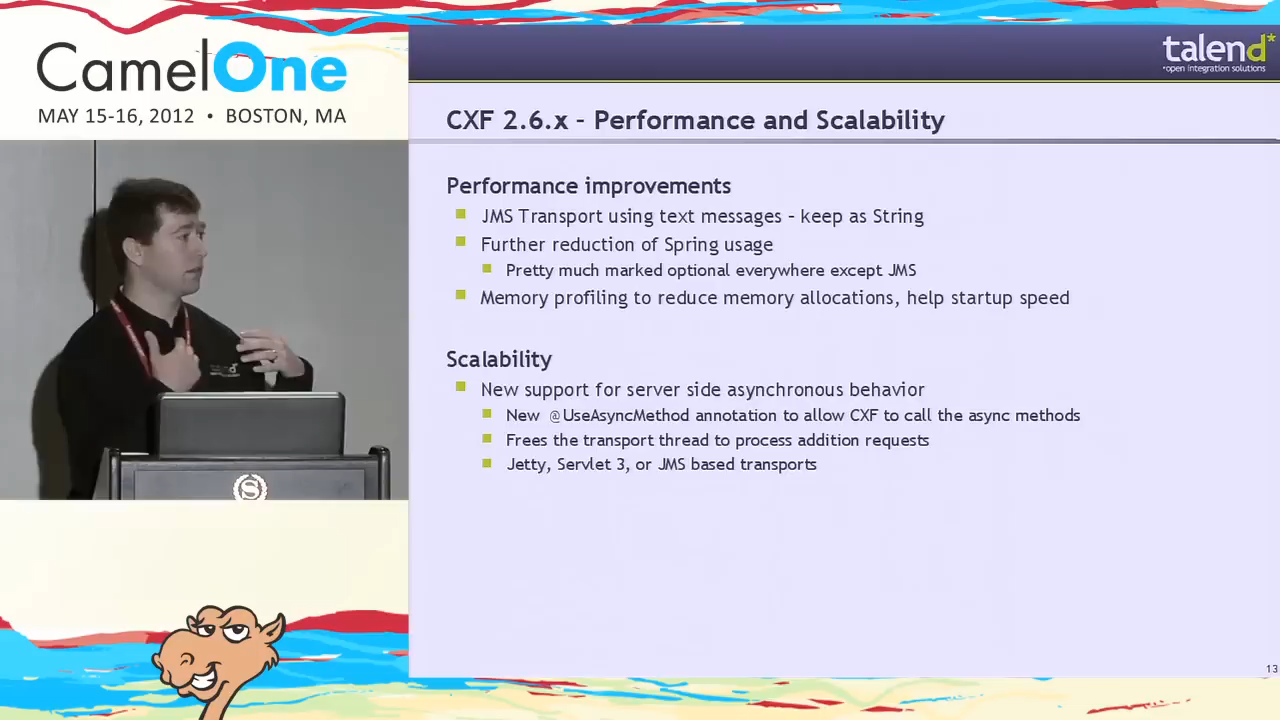 CamelOne
MAY 15-16, 2012 • BOSTON, MA
talend*
*open integration solutions
CXF 2.6.x – Performance and Scalability
Performance improvements
JMS Transport using text messages – keep as String
Further reduction of Spring usage
Pretty much marked optional everywhere except JMS
Memory profiling to reduce memory allocations, help startup speed
Scalability
New support for server side asynchronous behavior
New @UseAsyncMethod annotation to allow CXF to call the async methods
Frees the transport thread to process addition requests
Jetty, Servlet 3, or JMS based transports
S
13